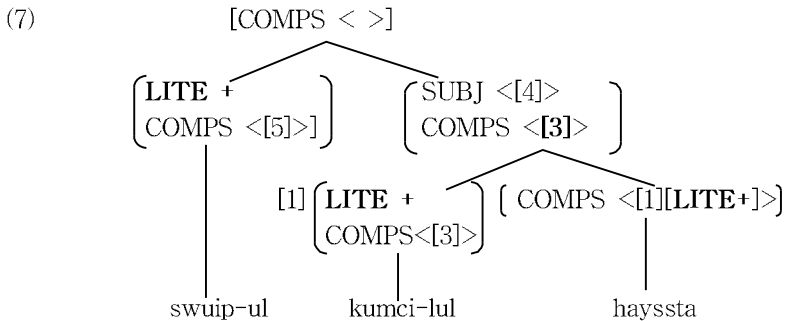 (7) [COMPS < >]
LITE + SUBJ <[4]>
COMPS <[5]>] COMPS <[3]>
[1] LITE + COMPS <[1][LITE+]>
COMPS<[3]>
swuip-ul kumci-lul hayssta